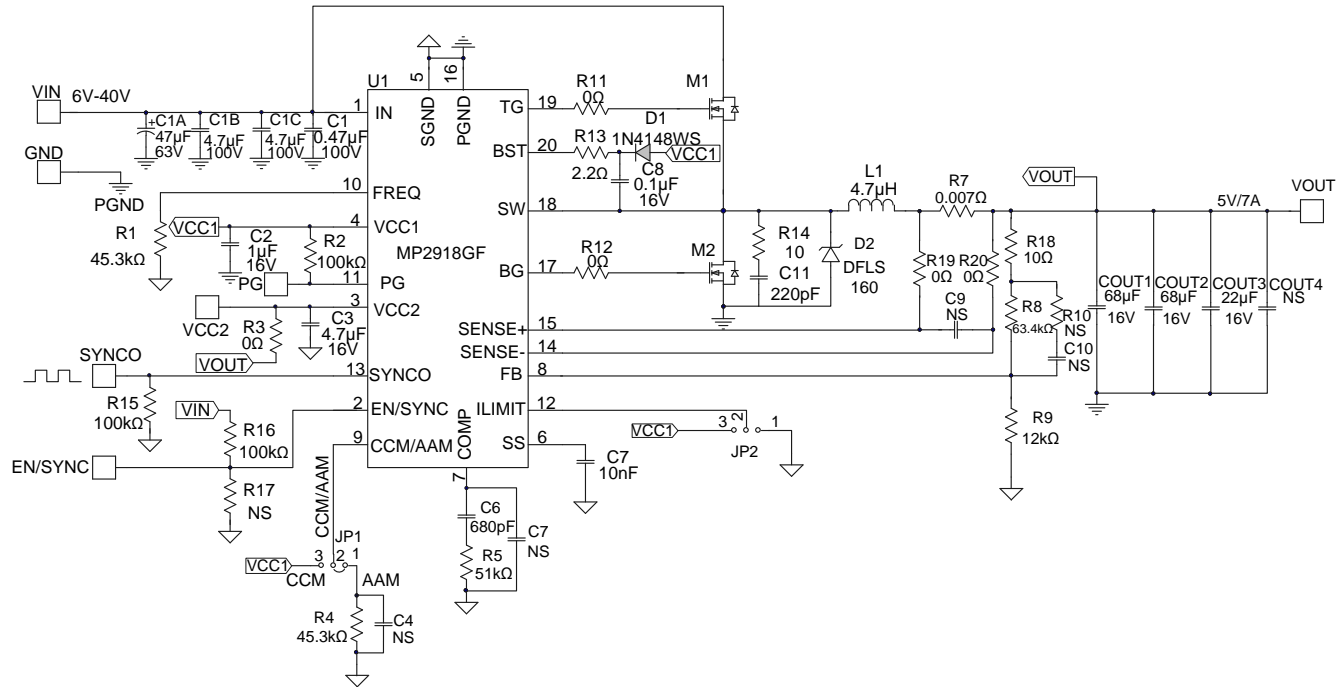 VIN
6V-40V
C1A
47µF
63V
C1B
4.7µF
100V
C1C
4.7µF
100V
C1
0.47µF
100V
GND
PGND
U1
5
SGND
16
PGND
1
IN
10
FREQ
4
VCC1
MP2918GF
11
PG
3
VCC2
13
SYNCO
2
EN/SYNC
9
CCM/AAM
COMP
7
TG
19
BST
20
SW
18
BG
17
SENSE+
15
SENSE-
14
FB
8
ILIMIT
12
SS
6
R1
45.3kΩ
VCC1
C2
1µF
16V
R2
100kΩ
PG
VCC2
R3
0Ω
VOUT
C3
4.7µF
16V
SYNCO
R15
100kΩ
VIN
R16
100kΩ
EN/SYNC
R17
NS
CCM/AAM
JP1
VCC1
3
2
1
CCM
AAM
R4
45.3kΩ
C4
NS
C6
680pF
R5
51kΩ
C7
NS
C7
10nF
R11
0Ω
M1
R13
2.2Ω
D1
1N4148WS
VCC1
C8
0.1µF
16V
R12
0Ω
M2
R14
10
C11
220pF
D2
DFLS
160
L1
4.7µH
R7
0.007Ω
R19
0Ω
R20
0Ω
C9
NS
VOUT
R18
10Ω
R8
63.4kΩ
R10
NS
C10
NS
R9
12kΩ
VCC1
3
2
1
JP2
5V/7A
VOUT
COUT1
68µF
16V
COUT2
68µF
16V
COUT3
22µF
16V
COUT4
NS